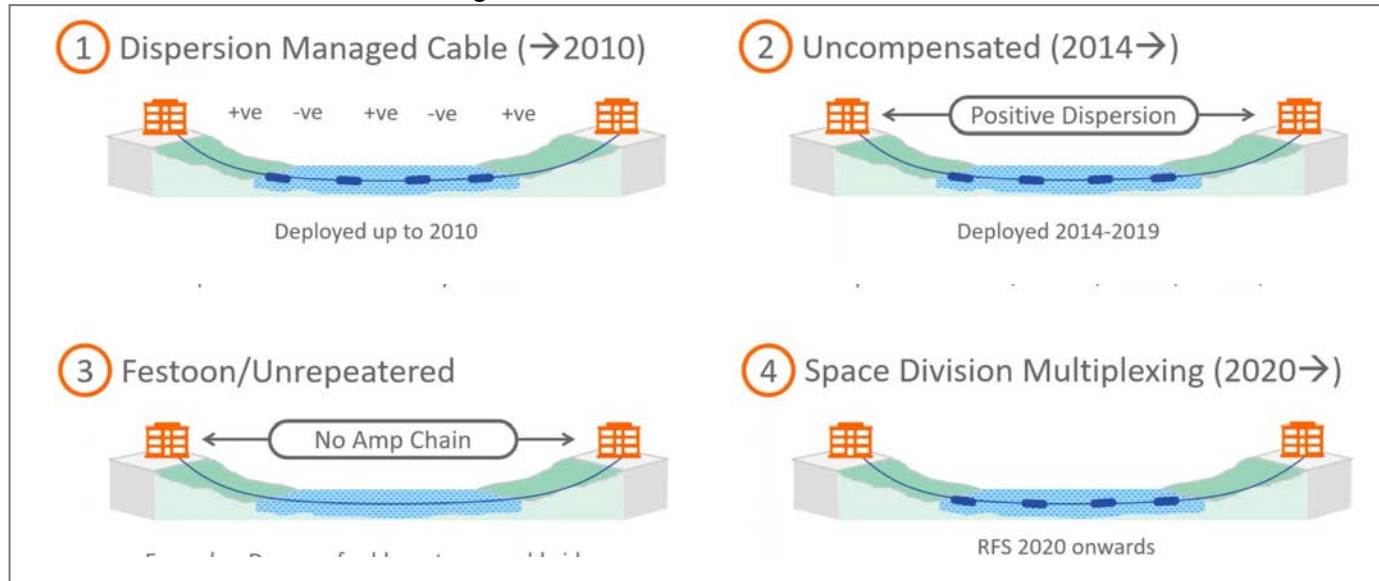 1 Dispersion Managed Cable (→2010)
+ve -ve +ve -ve +ve
Deployed up to 2010
2 Uncompensated (2014→)
Positive Dispersion
Deployed 2014-2019
3 Festoon/Unrepeatered
No Amp Chain
4 Space Division Multiplexing (2020→)
RFS 2020 onwards